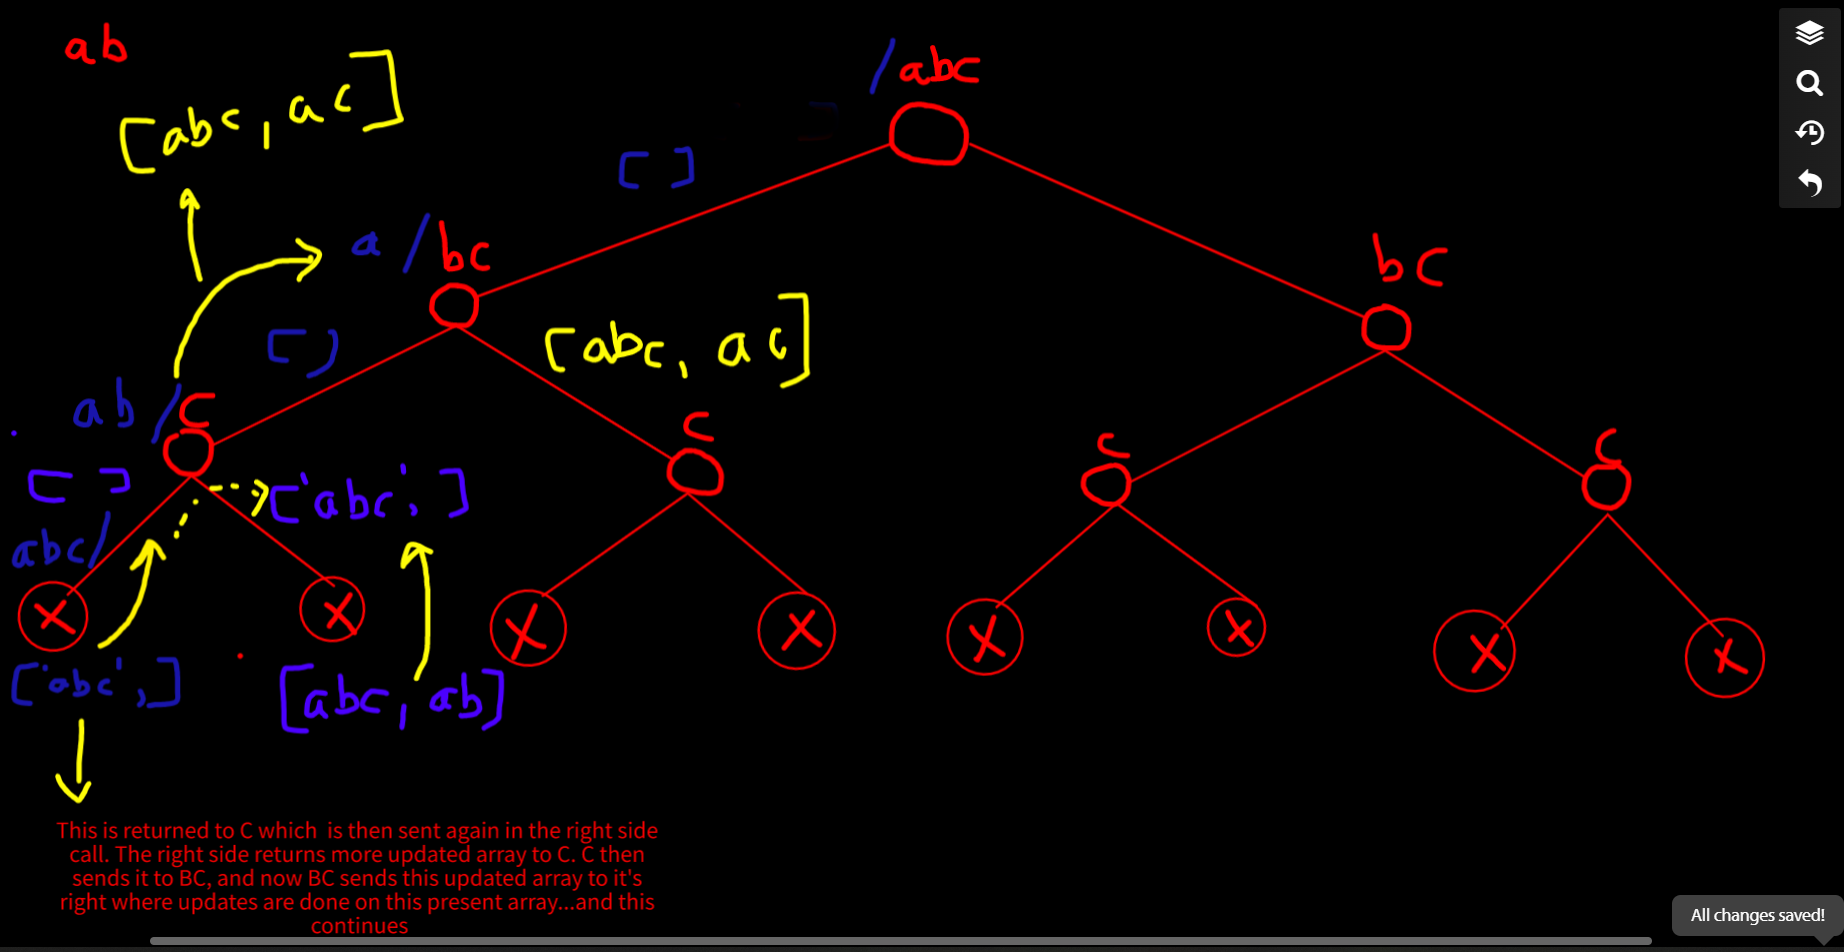 ab
/abc
[abc, ac]
[ ]
a/bc
bc
[ ]
[abc, ac]
ab/c
c
c
c
[ ]
['abc', ]
abc/
x
x
x
x
x
x
x
x
['abc', ]
[abc, ab]
This is returned to C which is then sent again in the right side
call. The right side returns more updated array to C. C then
sends it to BC, and now BC sends this updated array to it's
right where updates are done on this present array...and this
continues
All changes saved!